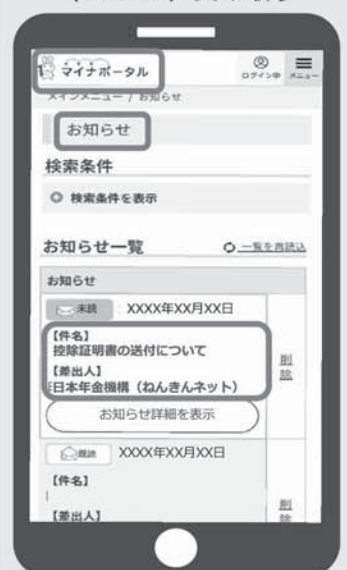 マイナポータル
ログイン中 メニュー
メインメニュー / お知らせ
お知らせ
検索条件
検索条件を表示
お知らせ一覧 一覧を再読込
お知らせ
未読 XXXX年XX月XX日
【件名】
控除証明書の送付について
【差出人】
日本年金機構（ねんきんネット）
削除
お知らせ詳細を表示
既読 XXXX年XX月XX日
【件名】
【差出人】
削除